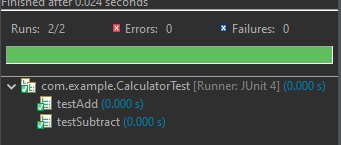 Finished after 0.024 seconds
Runs: 2/2 Errors: 0 Failures: 0
com.example.CalculatorTest [Runner: JUnit 4] (0.000 s)
testAdd (0.000 s)
testSubtract (0.000 s)